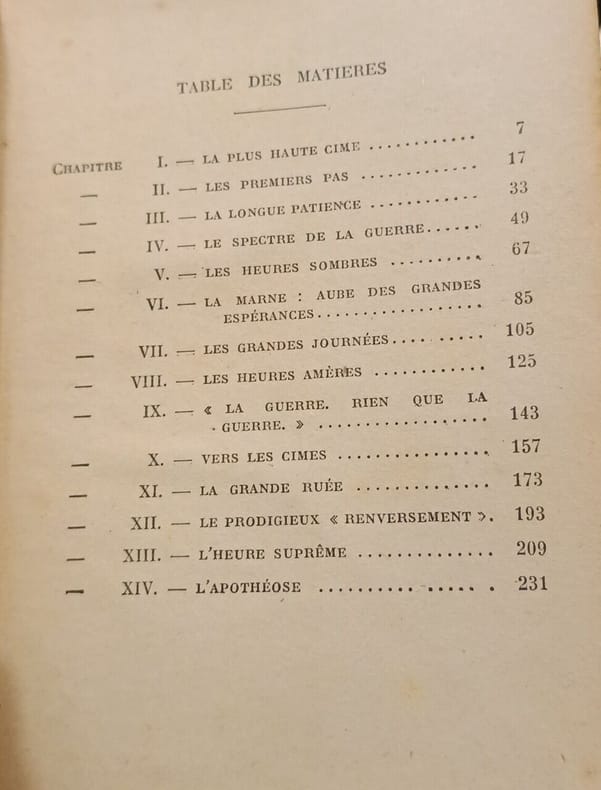 TABLE DES MATIERES
CHAPITRE I. — LA PLUS HAUTE CIME ............ 7
— II. — LES PREMIERS PAS ............ 17
— III. — LA LONGUE PATIENCE ............ 33
— IV. — LE SPECTRE DE LA GUERRE...... 49
— V. — LES HEURES SOMBRES .......... 67
— VI. — LA MARNE : AUBE DES GRANDES
ESPÉRANCES.................. 85
— VII. — LES GRANDES JOURNÉES.......... 105
— VIII. — LES HEURES AMÈRES ............ 125
— IX. — « LA GUERRE. RIEN QUE LA
GUERRE. » .................. 143
— X. — VERS LES CIMES ................ 157
— XI. — LA GRANDE RUÉE .............. 173
— XII. — LE PRODIGIEUX « RENVERSEMENT ». 193
— XIII. — L'HEURE SUPRÊME .............. 209
— XIV. — L'APOTHÉOSE .................. 231